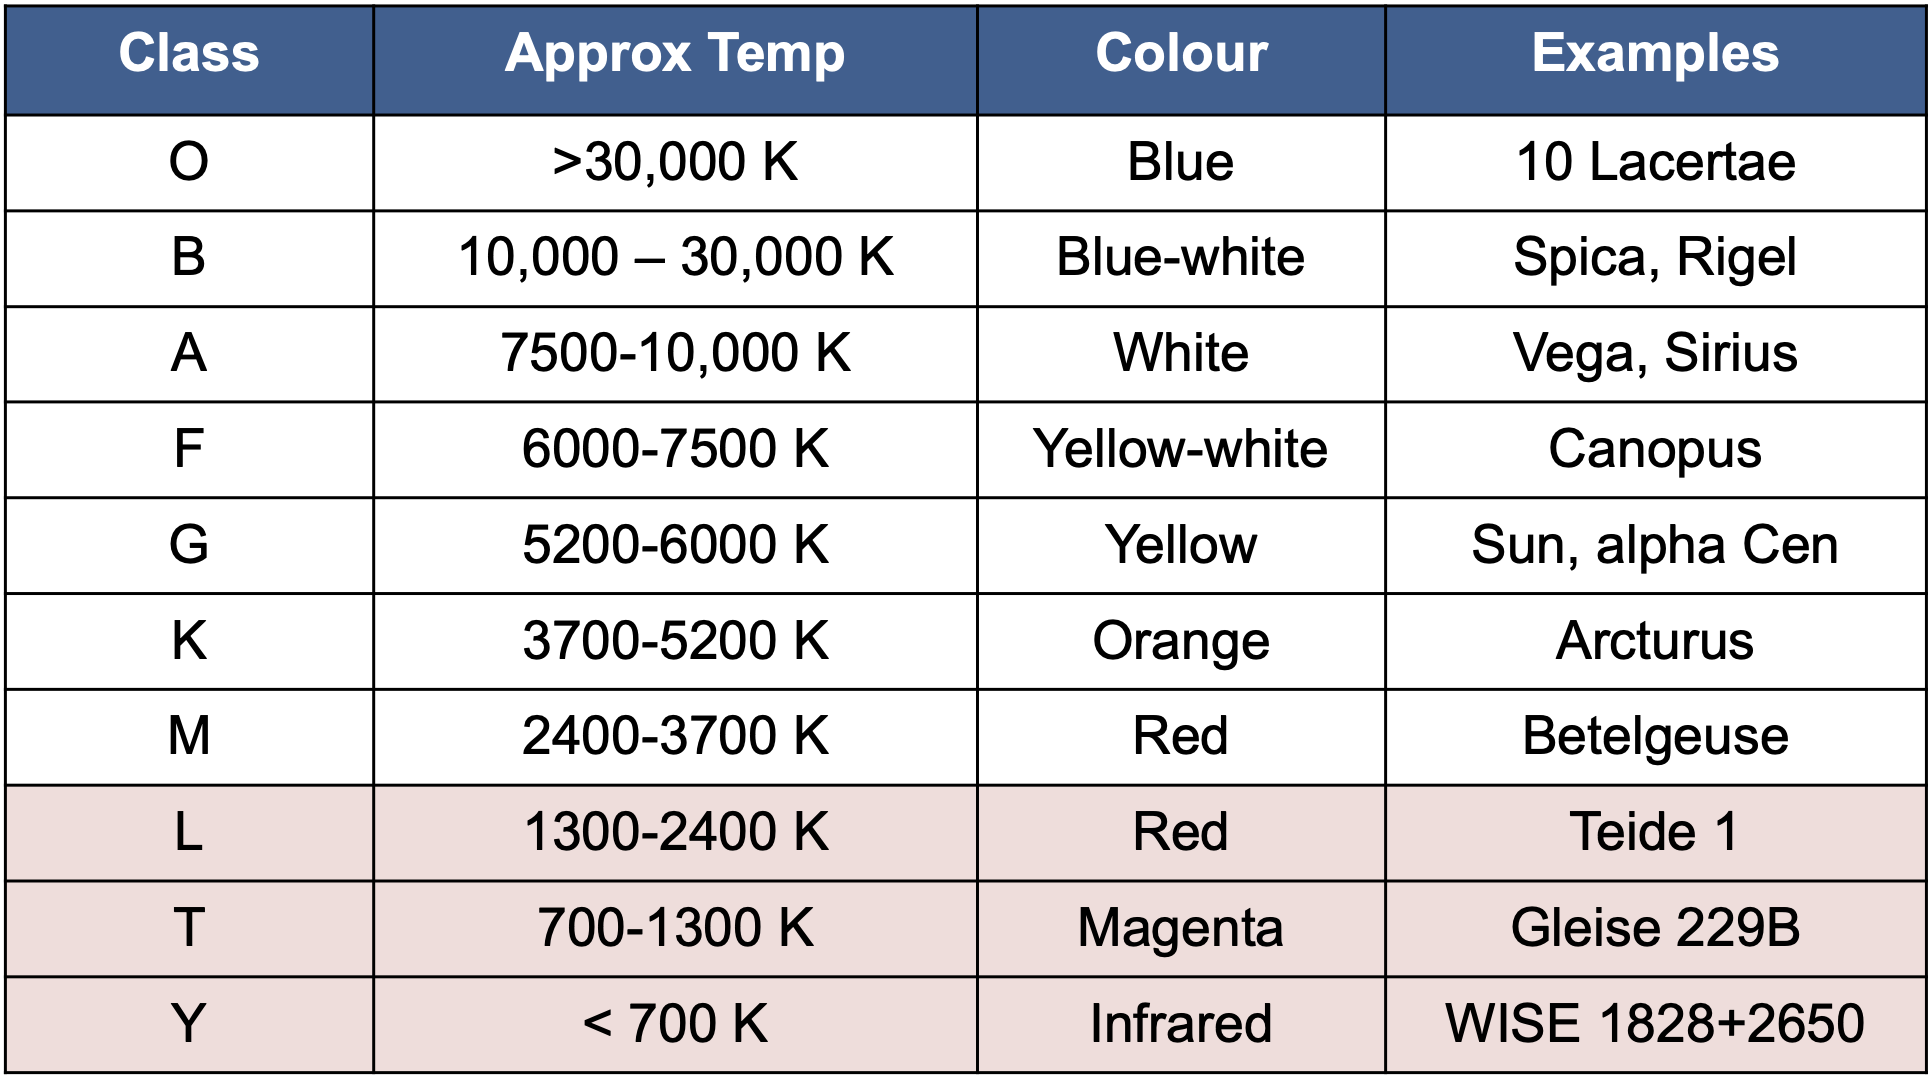 Class Approx Temp Colour Examples
O >30,000 K Blue 10 Lacertae
B 10,000 – 30,000 K Blue-white Spica, Rigel
A 7500-10,000 K White Vega, Sirius
F 6000-7500 K Yellow-white Canopus
G 5200-6000 K Yellow Sun, alpha Cen
K 3700-5200 K Orange Arcturus
M 2400-3700 K Red Betelgeuse
L 1300-2400 K Red Teide 1
T 700-1300 K Magenta Gleise 229B
Y < 700 K Infrared WISE 1828+2650